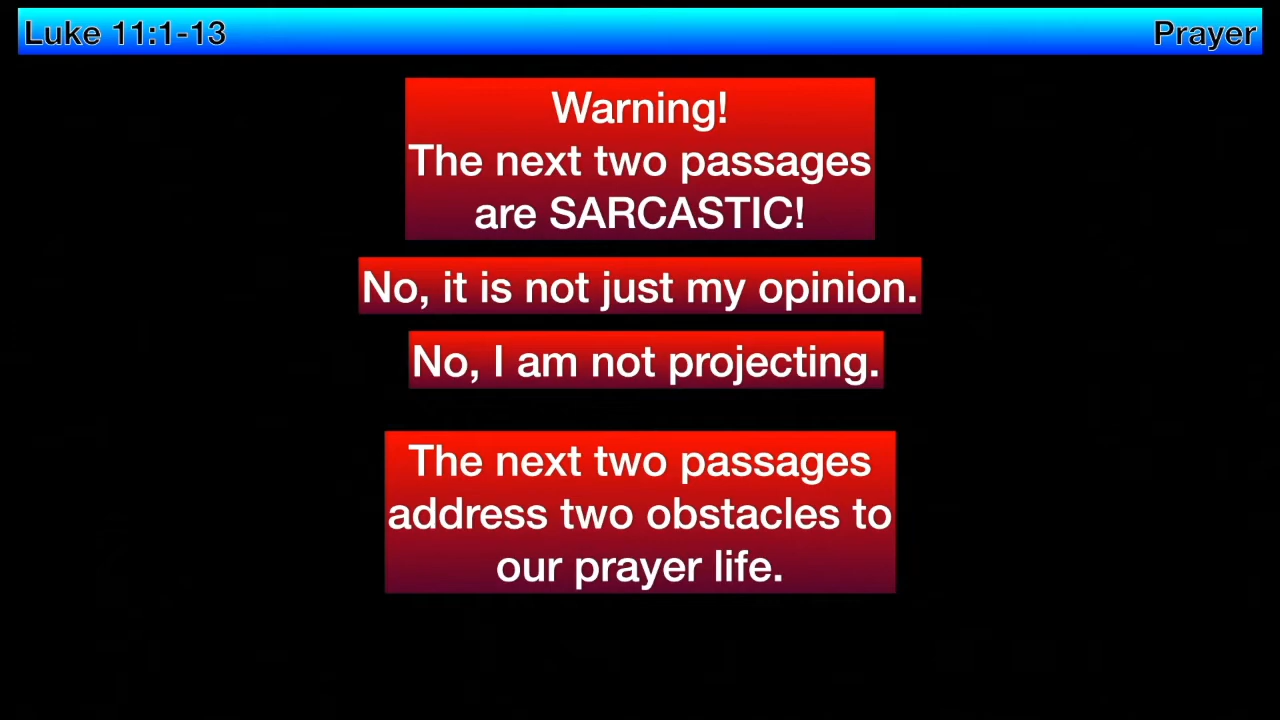 Luke 11:1-13
Prayer
Warning!
The next two passages
are SARCASTIC!
No, it is not just my opinion.
No, I am not projecting.
The next two passages
address two obstacles to
our prayer life.